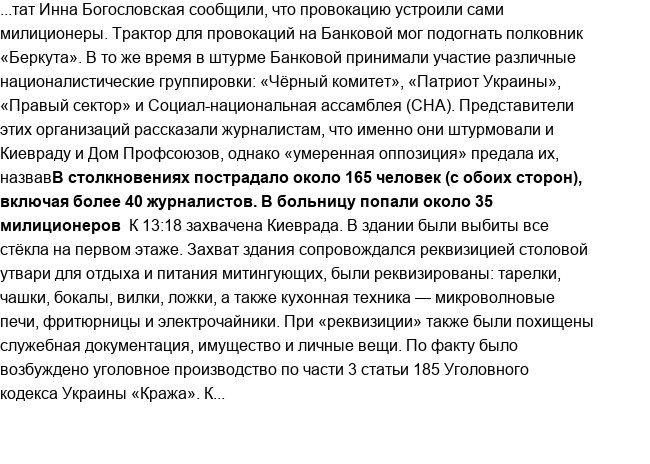 ...тат Инна Богословская сообщили, что провокацию устроили сами
милиционеры. Трактор для провокаций на Банковой мог подогнать полковник
«Беркута». В то же время в штурме Банковой принимали участие различные
националистические группировки: «Чёрный комитет», «Патриот Украины»,
«Правый сектор» и Социал-национальная ассамблея (СНА). Представители
этих организаций рассказали журналистам, что именно они штурмовали и
Киевраду и Дом Профсоюзов, однако «умеренная оппозиция» предала их,
назвавВ столкновениях пострадало около 165 человек (с обоих сторон),
включая более 40 журналистов. В больницу попали около 35
милиционеров К 13:18 захвачена Киеврада. В здании были выбиты все
стёкла на первом этаже. Захват здания сопровождался реквизицией столовой
утвари для отдыха и питания митингующих, были реквизированы: тарелки,
чашки, бокалы, вилки, ложки, а также кухонная техника — микроволновые
печи, фритюрницы и электрочайники. При «реквизиции» также были похищены
служебная документация, имущество и личные вещи. По факту было
возбуждено уголовное производство по части 3 статьи 185 Уголовного
кодекса Украины «Кража». К...